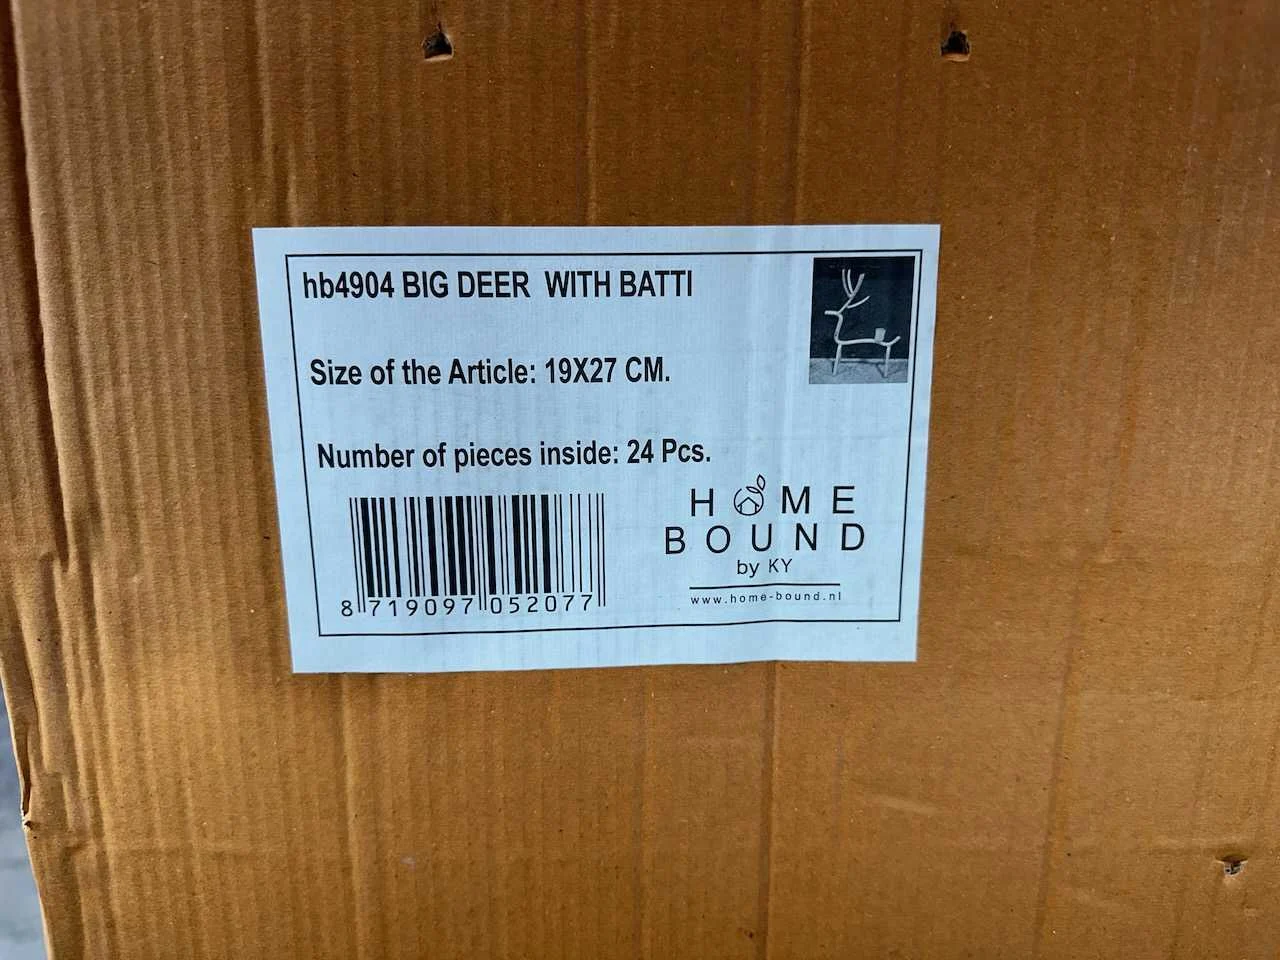 hb4904 BIG DEER WITH BATTI
Size of the Article: 19X27 CM.
Number of pieces inside: 24 Pcs.
8 719097 052077
HOME
BOUND
by KY
www.home-bound.nl